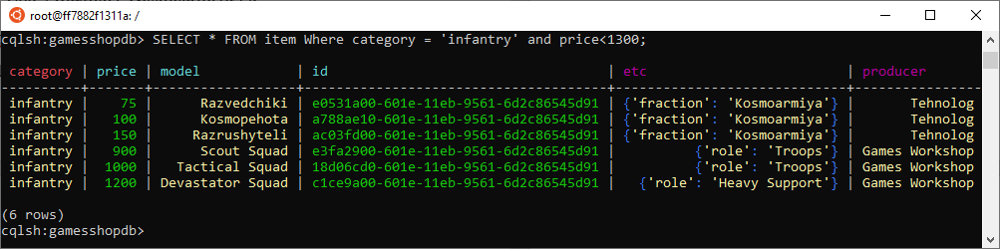 root@ff7882f1311a: /
cqlsh:gamesshopdb> SELECT * FROM item Where category = 'infantry' and price<1300;
category | price | model | id | etc | producer
infantry | 75 | Razvedchiki | e0531a00-601e-11eb-9561-6d2c86545d91 | {'fraction': 'Kosmoarmiya'} | Tehnolog
infantry | 100 | Kosmopehota | a788ae10-601e-11eb-9561-6d2c86545d91 | {'fraction': 'Kosmoarmiya'} | Tehnolog
infantry | 150 | Razrushyteli | ac03fd00-601e-11eb-9561-6d2c86545d91 | {'fraction': 'Kosmoarmiya'} | Tehnolog
infantry | 900 | Scout Squad | e3fa2900-601e-11eb-9561-6d2c86545d91 | {'role': 'Troops'} | Games Workshop
infantry | 1000 | Tactical Squad | 18d06cd0-601e-11eb-9561-6d2c86545d91 | {'role': 'Troops'} | Games Workshop
infantry | 1200 | Devastator Squad | c1ce9a00-601e-11eb-9561-6d2c86545d91 | {'role': 'Heavy Support'} | Games Workshop
(6 rows)
cqlsh:gamesshopdb>